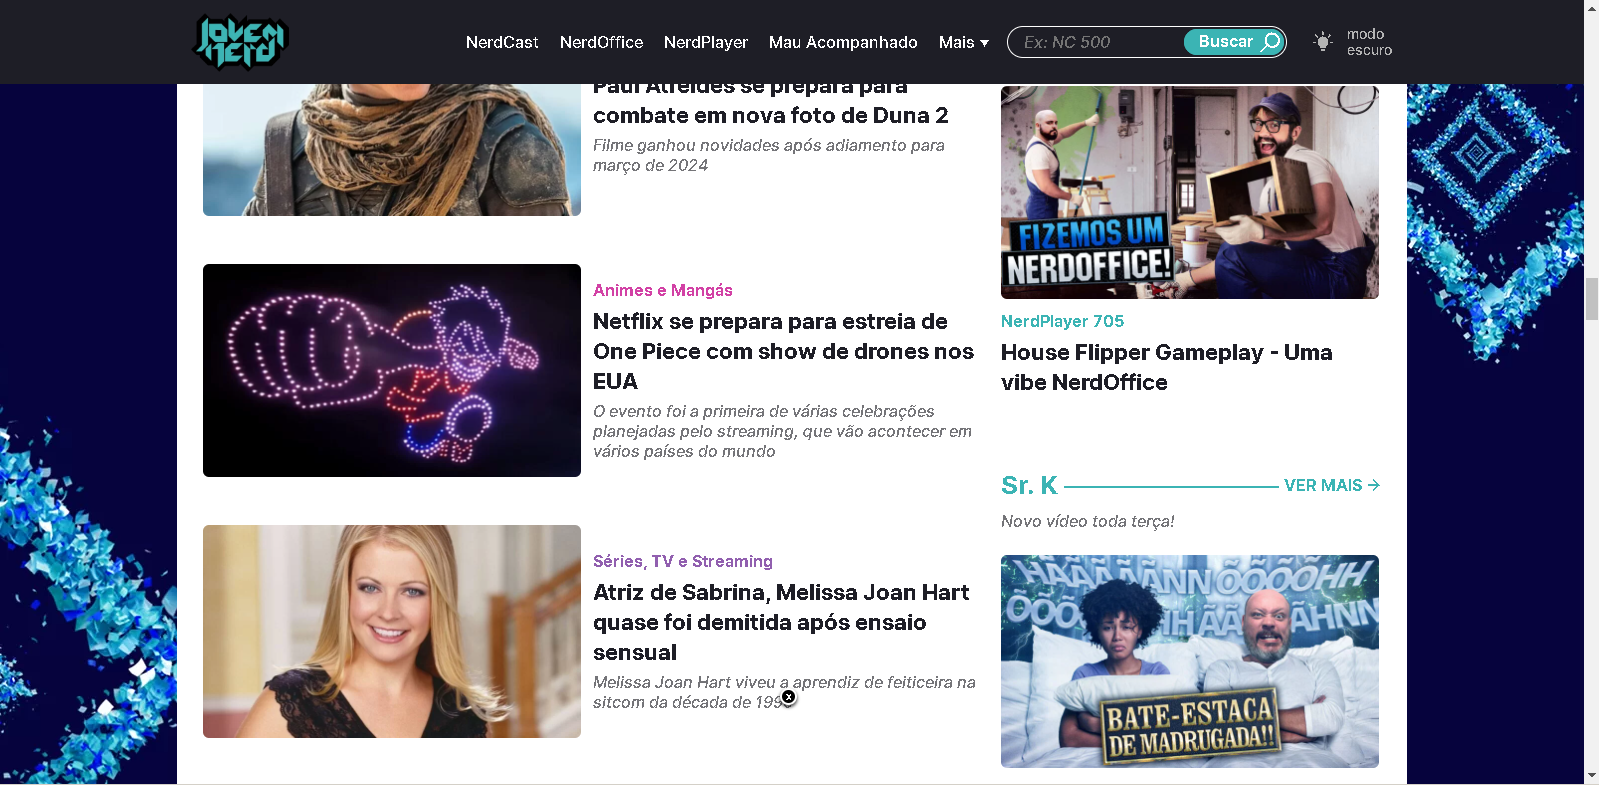 JOVEM
NERD
NerdCast
NerdOffice
NerdPlayer
Mau Acompanhado
Mais
Ex: NC 500
Buscar
modo
escuro
Paul Atreides se prepara para
combate em nova foto de Duna 2
Filme ganhou novidades após adiamento para
março de 2024
Animes e Mangás
Netflix se prepara para estreia de
One Piece com show de drones nos
EUA
O evento foi a primeira de várias celebrações
planejadas pelo streaming, que vão acontecer em
vários países do mundo
Séries, TV e Streaming
Atriz de Sabrina, Melissa Joan Hart
quase foi demitida após ensaio
sensual
Melissa Joan Hart viveu a aprendiz de feiticeira na
sitcom da década de 199
x
FIZEMOS UM
NERDOFFICE!
NerdPlayer 705
House Flipper Gameplay - Uma
vibe NerdOffice
Sr. K
VER MAIS →
Novo vídeo toda terça!
BATE-ESTACA
DE MADRUGADA!!